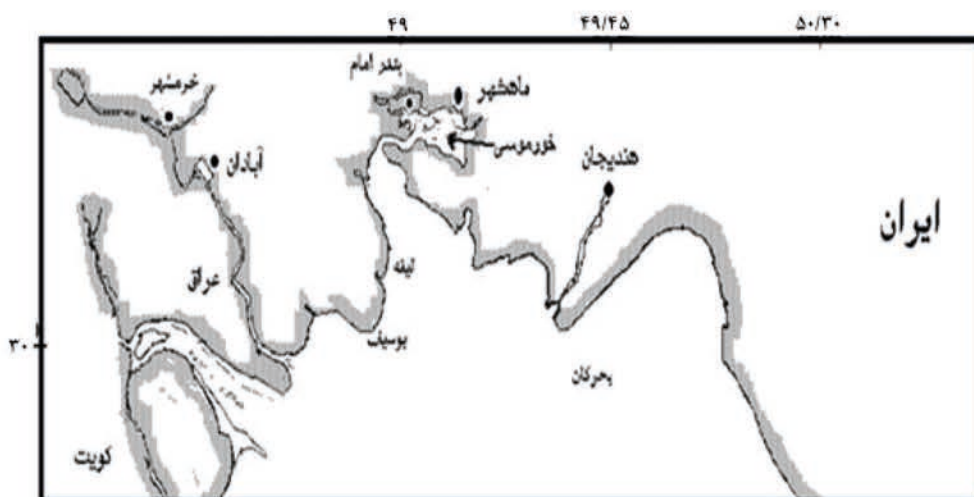 ۴۹
۴۹/۴۵
۵۰/۳۰
بندر امام
ماهشهر
خرمشهر
خورموسی
آبادان
هندیجان
ایران
لیفه
عراق
بوسیف
۳۰
بحرکان
کویت